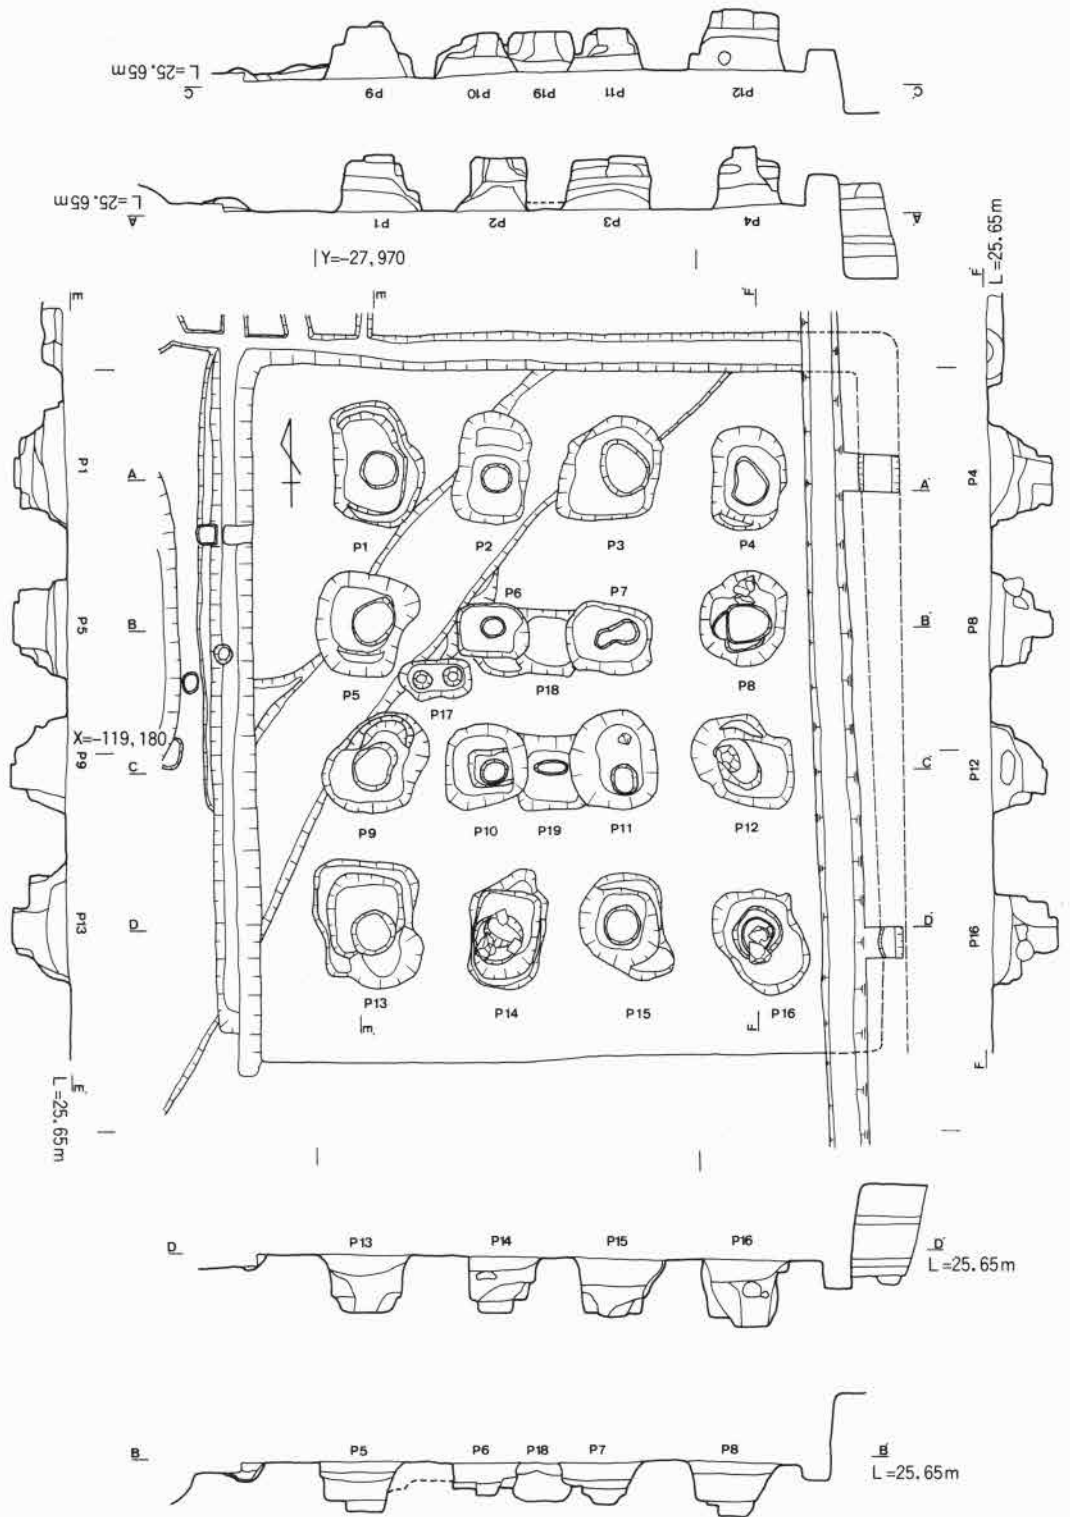 L=25.65m
C
P9
P10
P19
P11
P12
C'
L=25.65m
A
P1
P2
P3
P4
A'
Y=-27,970
L=25.65m
E
E
F
F'
P1
A
P1
P2
P3
P4
A'
P4
P5
B
P5
P6
P7
P18
P17
P8
B'
P8
X=-119,180
P9
C
P9
P10
P19
P11
P12
C'
P12
P13
D
P13
P14
P15
P16
D'
P16
E'
F
E'
F
L=25.65m
D
P13
P14
P15
P16
D'
L=25.65m
B
P5
P6
P18
P7
P8
B'
L=25.65m